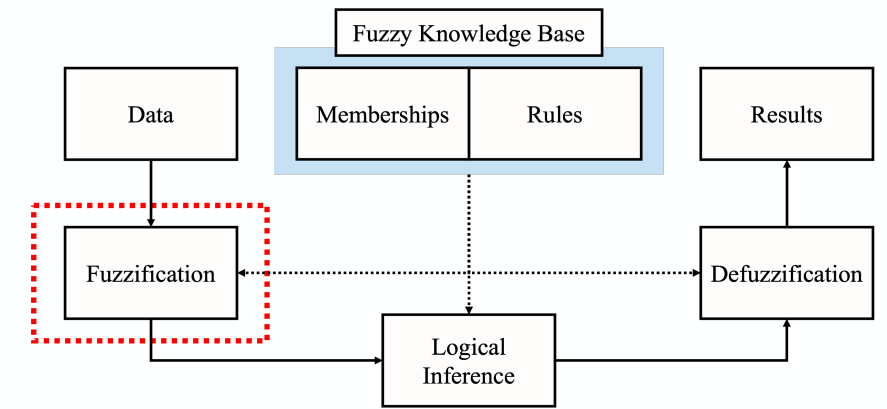 Fuzzy Knowledge Base
Data
Memberships
Rules
Results
Fuzzification
Defuzzification
Logical
Inference